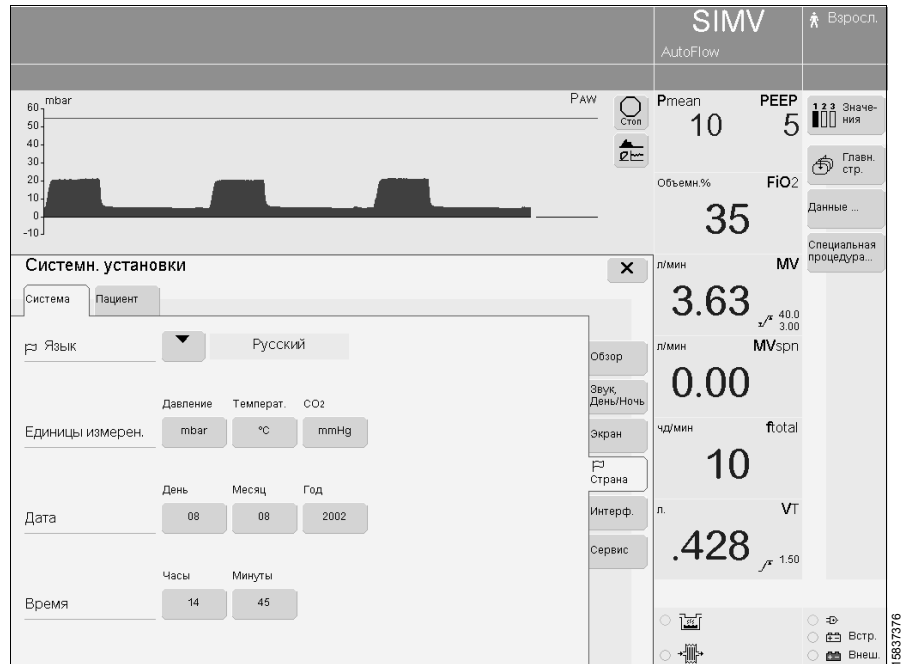 SIMV
AutoFlow
Взросл.
mbar
Paw
60
50
40
30
20
10
0
-10
Стоп
Pmean PEEP
10 5
Объемн.% FiO2
35
л/мин MV
3.63
40.0
3.00
л/мин MVspn
0.00
чд/мин ftotal
10
л. VT
.428
1.50
1 2 3 Значе-
ния
Главн.
стр.
Данные ...
Специальная
процедура...
Системн. установки
Система Пациент
Язык Русский
Давление Температ. CO2
Единицы измерен. mbar °C mmHg
День Месяц Год
Дата 08 08 2002
Часы Минуты
Время 14 45
Обзор
Звук,
День/Ночь
Экран
Страна
Интерф.
Сервис
Встр.
Внеш.
15837376